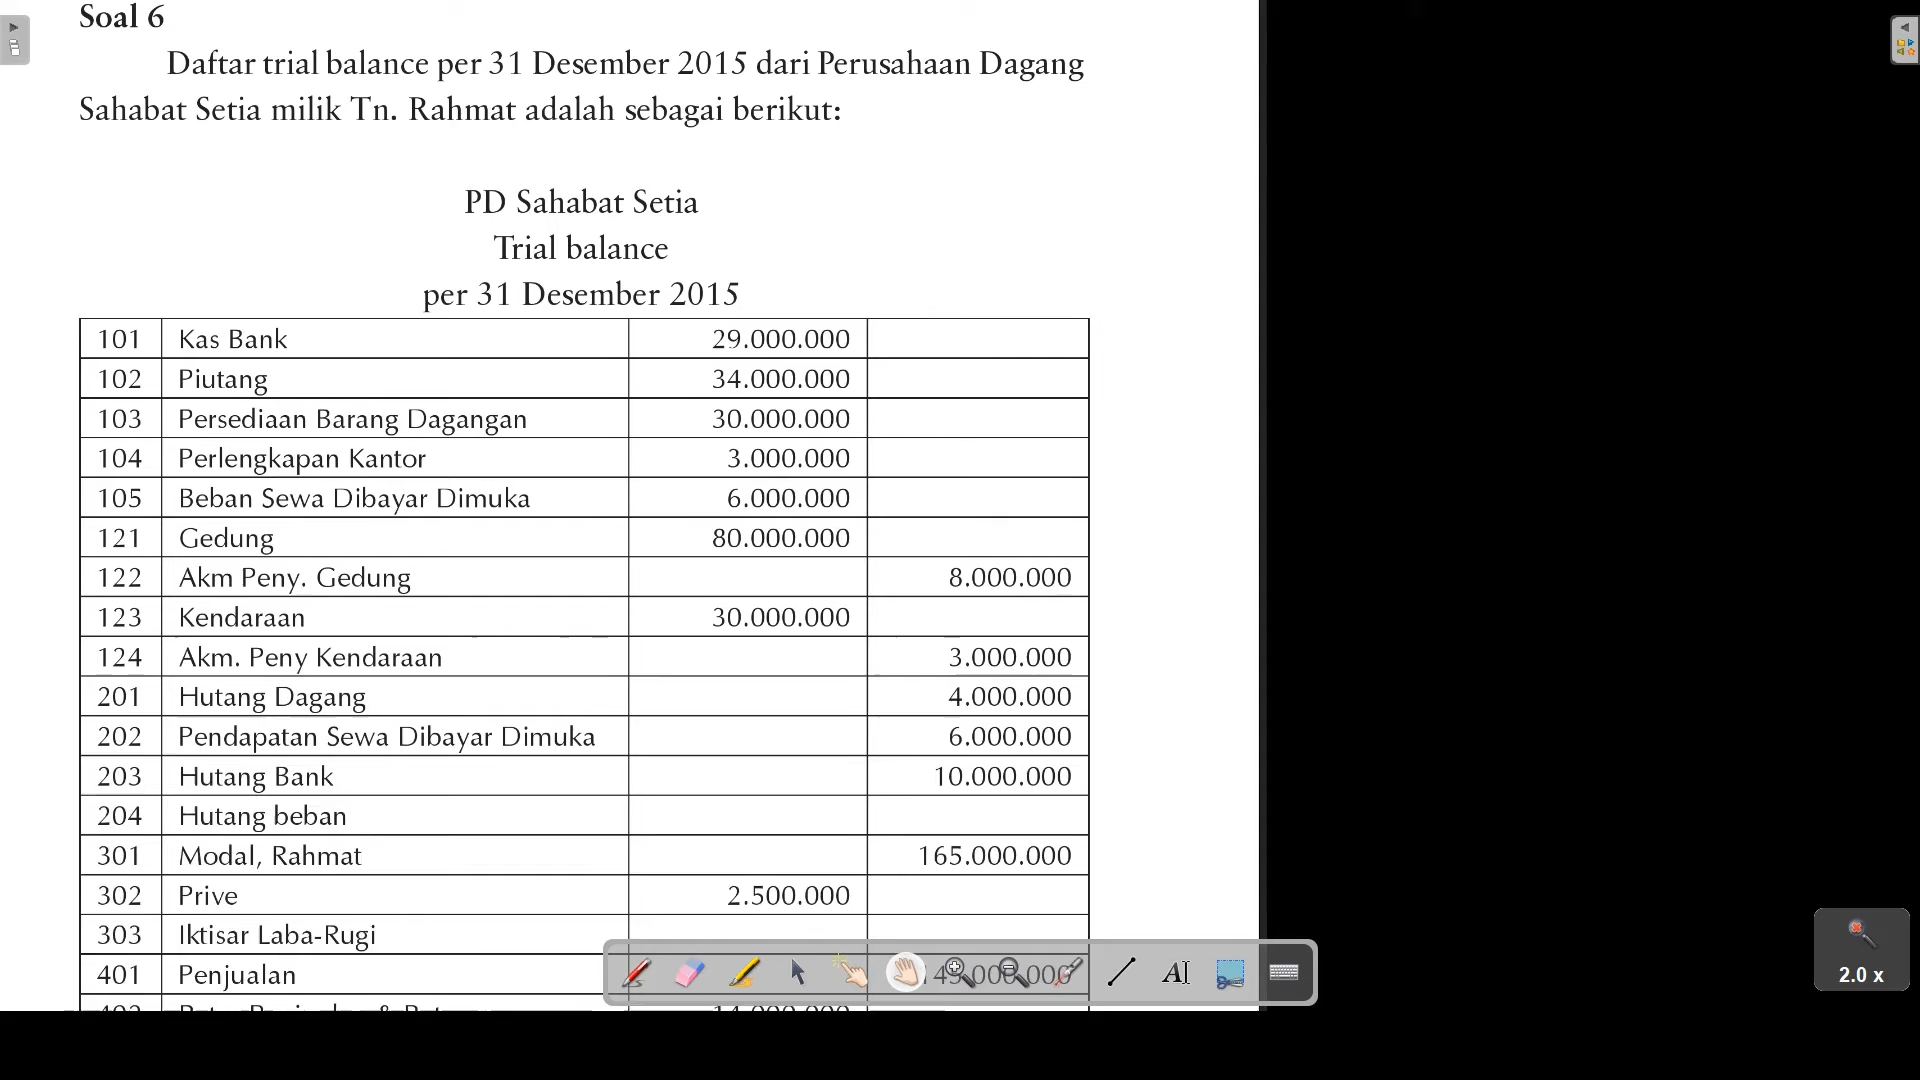 Soal 6
Daftar trial balance per 31 Desember 2015 dari Perusahaan Dagang
Sahabat Setia milik Tn. Rahmat adalah sebagai berikut:
PD Sahabat Setia
Trial balance
per 31 Desember 2015
101 Kas Bank 29.000.000
102 Piutang 34.000.000
103 Persediaan Barang Dagangan 30.000.000
104 Perlengkapan Kantor 3.000.000
105 Beban Sewa Dibayar Dimuka 6.000.000
121 Gedung 80.000.000
122 Akm Peny. Gedung 8.000.000
123 Kendaraan 30.000.000
124 Akm. Peny Kendaraan 3.000.000
201 Hutang Dagang 4.000.000
202 Pendapatan Sewa Dibayar Dimuka 6.000.000
203 Hutang Bank 10.000.000
204 Hutang beban
301 Modal, Rahmat 165.000.000
302 Prive 2.500.000
303 Iktisar Laba-Rugi
401 Penjualan
AI
2.0 x